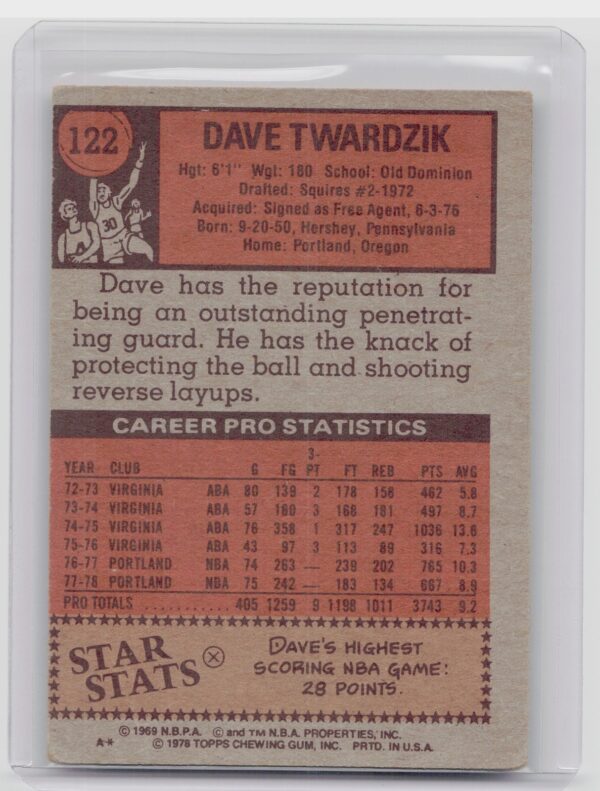 122
30
DAVE TWARDZIK
Hgt: 6'1" Wgt: 180 School: Old Dominion
Drafted: Squires #2-1972
Acquired: Signed as Free Agent, 6-3-76
Born: 9-20-50, Hershey, Pennsylvania
Home: Portland, Oregon
Dave has the reputation for
being an outstanding penetrat-
ing guard. He has the knack of
protecting the ball and shooting
reverse layups.
CAREER PRO STATISTICS
YEAR CLUB G FG 3-PT FT REB PTS AVG
72-73 VIRGINIA ABA 80 139 2 178 158 462 5.8
73-74 VIRGINIA ABA 57 160 3 168 181 497 8.7
74-75 VIRGINIA ABA 76 358 1 317 247 1036 13.6
75-76 VIRGINIA ABA 43 97 3 113 89 316 7.3
76-77 PORTLAND NBA 74 263 — 239 202 765 10.3
77-78 PORTLAND NBA 75 242 — 183 134 667 8.9
PRO TOTALS .......... 405 1259 9 1198 1011 3743 9.2
STAR
STATS
DAVE'S HIGHEST
SCORING NBA GAME:
28 POINTS.
© 1969 N.B.P.A. © and TM N.B.A. PROPERTIES, INC.
A* © 1978 TOPPS CHEWING GUM, INC. PRTD. IN U.S.A.